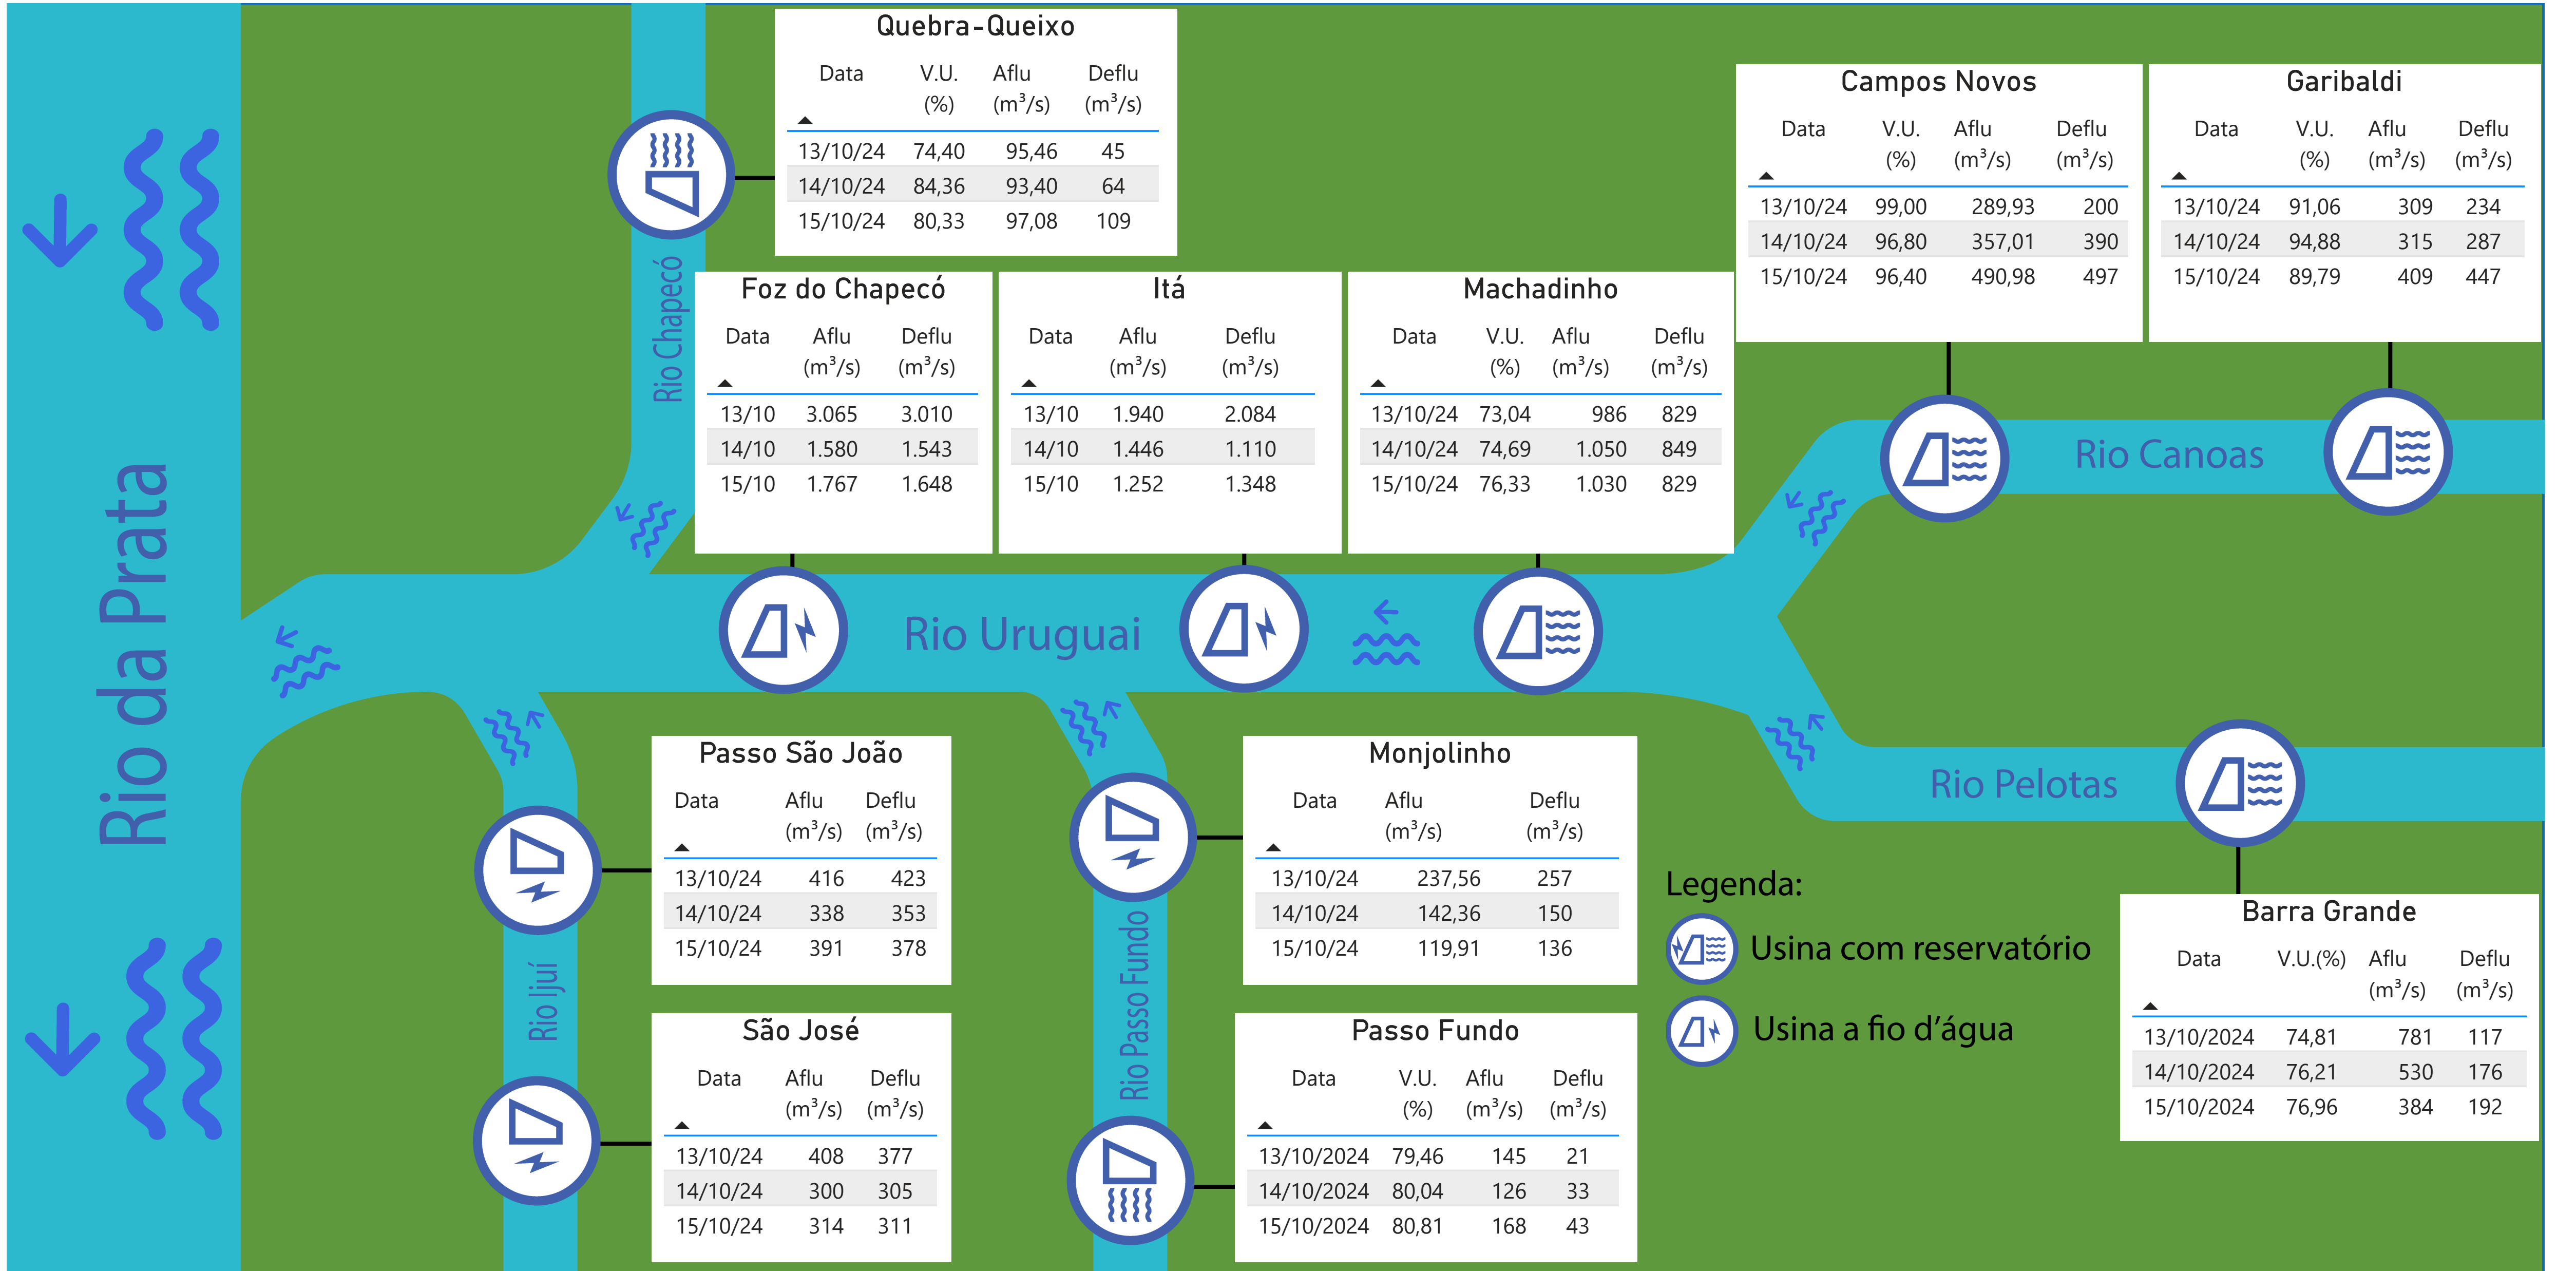 Quebra-Queixo
Data V.U. Aflu Deflu
(%) (m³/s) (m³/s)
13/10/24 74,40 95,46 45
14/10/24 84,36 93,40 64
15/10/24 80,33 97,08 109
Campos Novos
Data V.U. Aflu Deflu
(%) (m³/s) (m³/s)
13/10/24 99,00 289,93 200
14/10/24 96,80 357,01 390
15/10/24 96,40 490,98 497
Garibaldi
Data V.U. Aflu Deflu
(%) (m³/s) (m³/s)
13/10/24 91,06 309 234
14/10/24 94,88 315 287
15/10/24 89,79 409 447
Rio Chapecó
Foz do Chapecó
Data Aflu Deflu
(m³/s) (m³/s)
13/10 3.065 3.010
14/10 1.580 1.543
15/10 1.767 1.648
Itá
Data Aflu Deflu
(m³/s) (m³/s)
13/10 1.940 2.084
14/10 1.446 1.110
15/10 1.252 1.348
Machadinho
Data V.U. Aflu Deflu
(%) (m³/s) (m³/s)
13/10/24 73,04 986 829
14/10/24 74,69 1.050 849
15/10/24 76,33 1.030 829
Rio Canoas
Rio da Prata
Rio Uruguai
Rio Pelotas
Passo São João
Data Aflu Deflu
(m³/s) (m³/s)
13/10/24 416 423
14/10/24 338 353
15/10/24 391 378
Monjolinho
Data Aflu Deflu
(m³/s) (m³/s)
13/10/24 237,56 257
14/10/24 142,36 150
15/10/24 119,91 136
Legenda:
Usina com reservatório
Usina a fio d'água
Barra Grande
Data V.U.(%) Aflu Deflu
(m³/s) (m³/s)
13/10/2024 74,81 781 117
14/10/2024 76,21 530 176
15/10/2024 76,96 384 192
Rio Ijuí
São José
Data Aflu Deflu
(m³/s) (m³/s)
13/10/24 408 377
14/10/24 300 305
15/10/24 314 311
Rio Passo Fundo
Passo Fundo
Data V.U. Aflu Deflu
(%) (m³/s) (m³/s)
13/10/2024 79,46 145 21
14/10/2024 80,04 126 33
15/10/2024 80,81 168 43